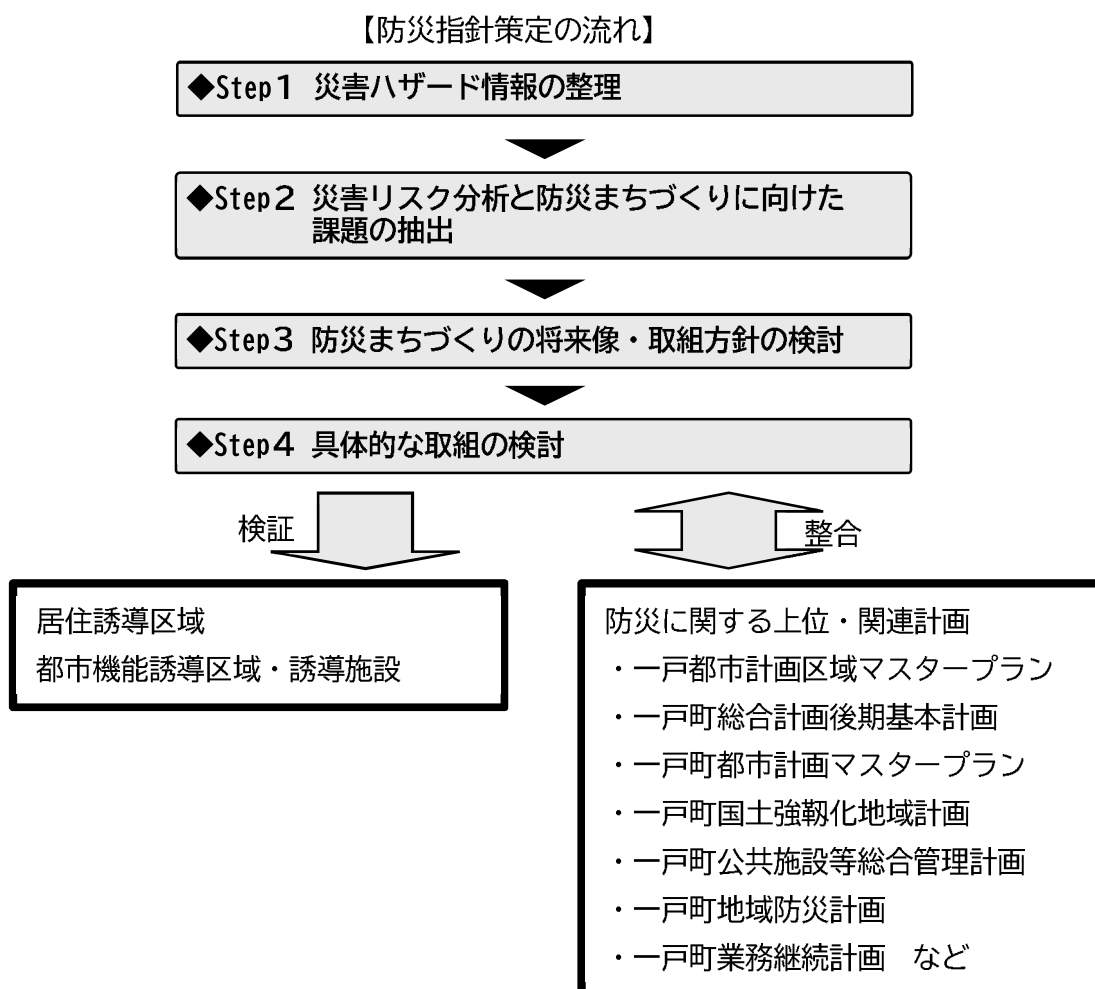 【防災指針策定の流れ】
◆Step1 災害ハザード情報の整理
◆Step2 災害リスク分析と防災まちづくりに向けた
課題の抽出
◆Step3 防災まちづくりの将来像・取組方針の検討
◆Step4 具体的な取組の検討
検証
整合
居住誘導区域
都市機能誘導区域・誘導施設
防災に関する上位・関連計画
・一戸都市計画区域マスタープラン
・一戸町総合計画後期基本計画
・一戸町都市計画マスタープラン
・一戸町国土強靱化地域計画
・一戸町公共施設等総合管理計画
・一戸町地域防災計画
・一戸町業務継続計画　など